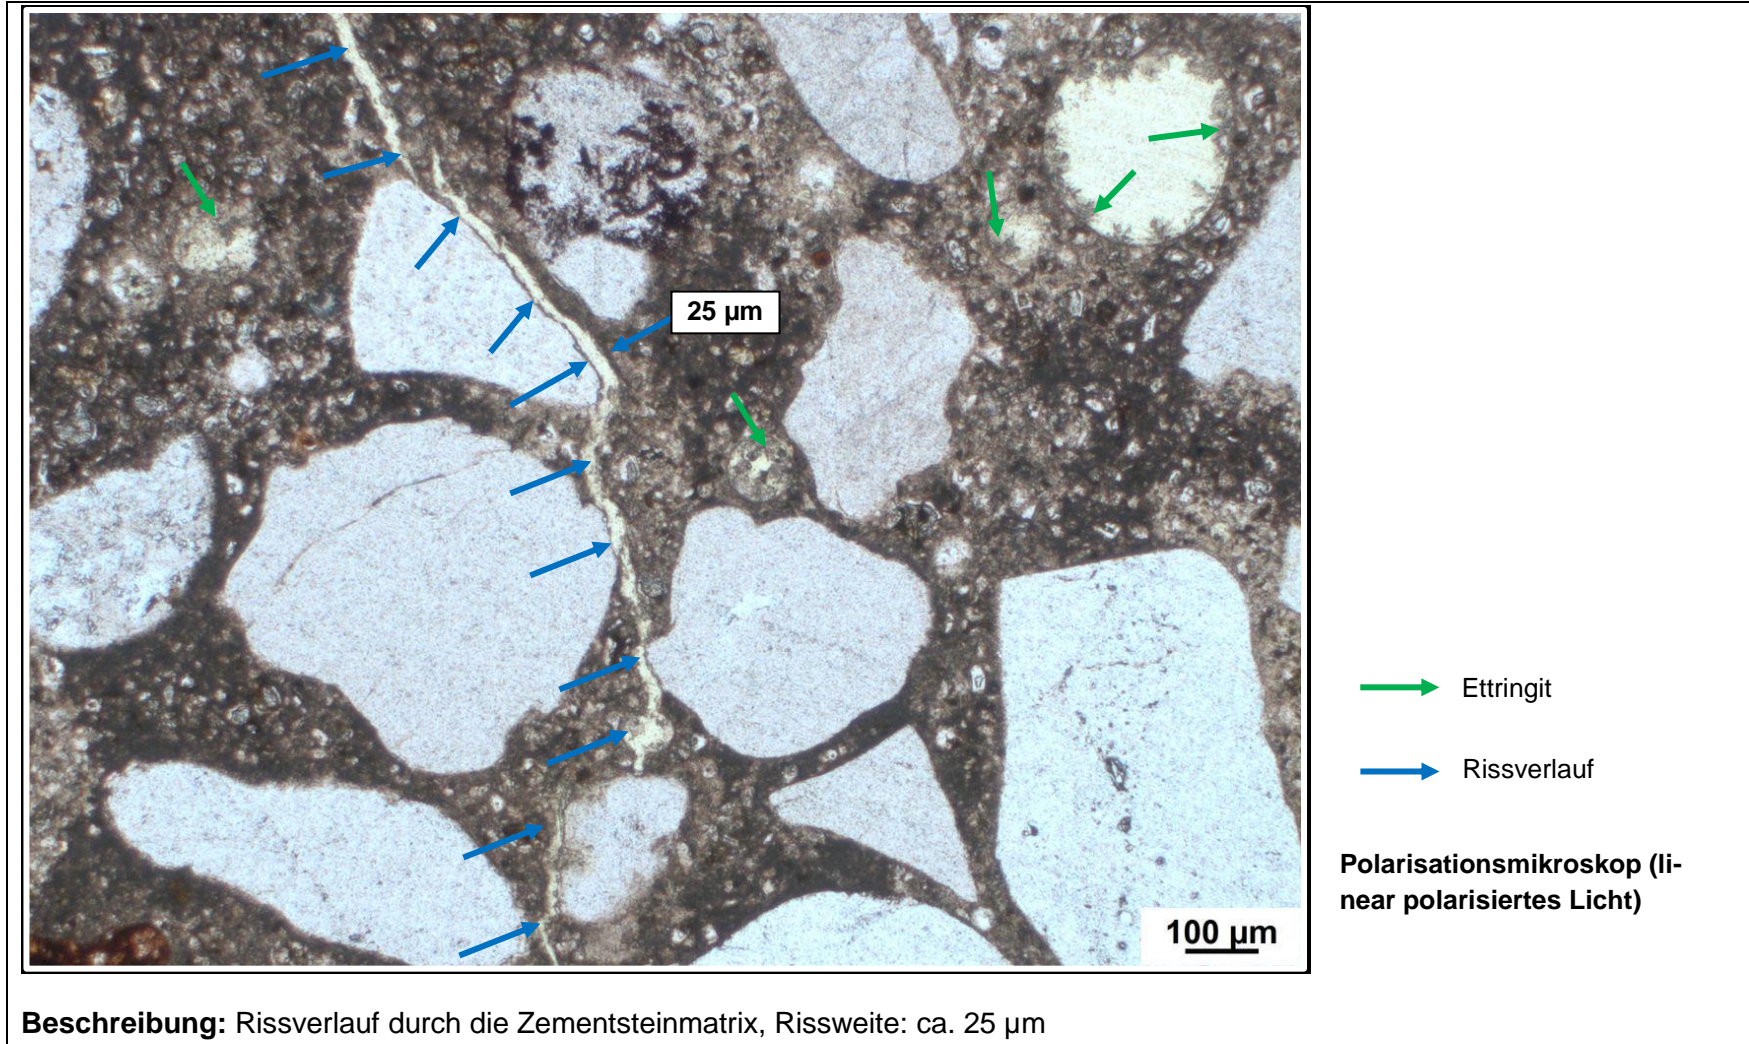 25 µm
Ettringit
Rissverlauf
Polarisationsmikroskop (li-
near polarisiertes Licht)
100 µm
Beschreibung: Rissverlauf durch die Zementsteinmatrix, Rissweite: ca. 25 µm